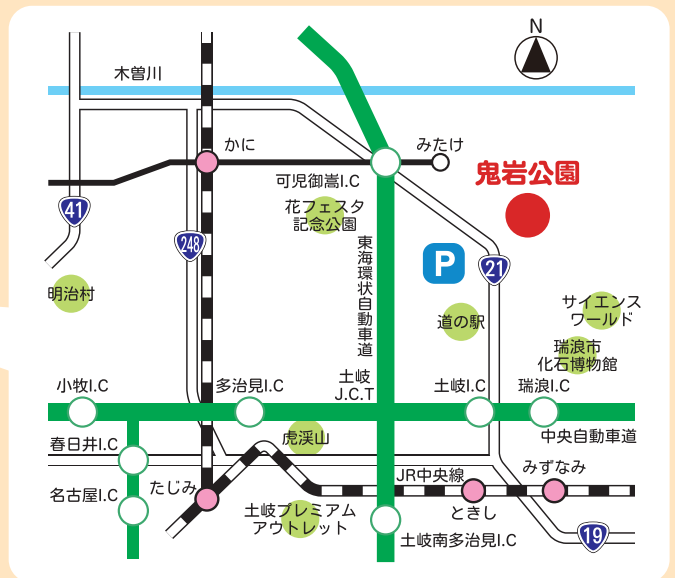 N
木曽川
かに
みたけ
可児御嵩I.C
鬼岩公園
花フェスタ
記念公園
41
248
東海環状自動車道
P
21
明治村
道の駅
サイエンス
ワールド
瑞浪市
化石博物館
小牧I.C
多治見I.C
土岐
J.C.T
土岐I.C
瑞浪I.C
中央自動車道
春日井I.C
虎渓山
名古屋I.C
たじみ
JR中央線
みずなみ
土岐プレミアム
アウトレット
ときし
土岐南多治見I.C
19